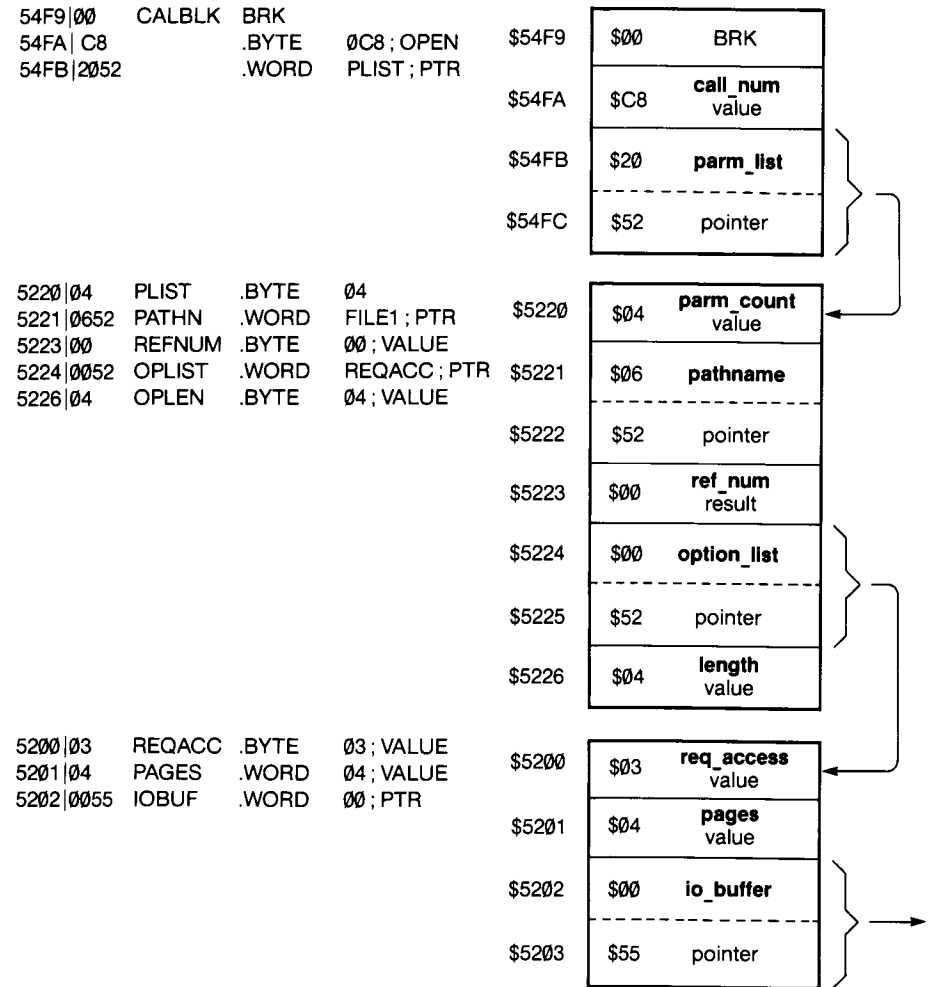 54F9|00 CALBLK BRK
54FA|C8 .BYTE 0C8 ; OPEN
54FB|2052 .WORD PLIST ; PTR
$54F9 $00 BRK
$54FA $C8 call_num
value
$54FB $20 parm_list
$54FC $52 pointer
5220|04 PLIST .BYTE 04
5221|0652 PATHN .WORD FILE1 ; PTR
5223|00 REFNUM .BYTE 00 ; VALUE
5224|0052 OPLIST .WORD REQACC ; PTR
5226|04 OPLEN .BYTE 04 ; VALUE
$5220 $04 parm_count
value
$5221 $06 pathname
$5222 $52 pointer
$5223 $00 ref_num
result
$5224 $00 option_list
$5225 $52 pointer
$5226 $04 length
value
5200|03 REQACC .BYTE 03 ; VALUE
5201|04 PAGES .WORD 04 ; VALUE
5202|0055 IOBUF .WORD 00 ; PTR
$5200 $03 req_access
value
$5201 $04 pages
value
$5202 $00 io_buffer
$5203 $55 pointer